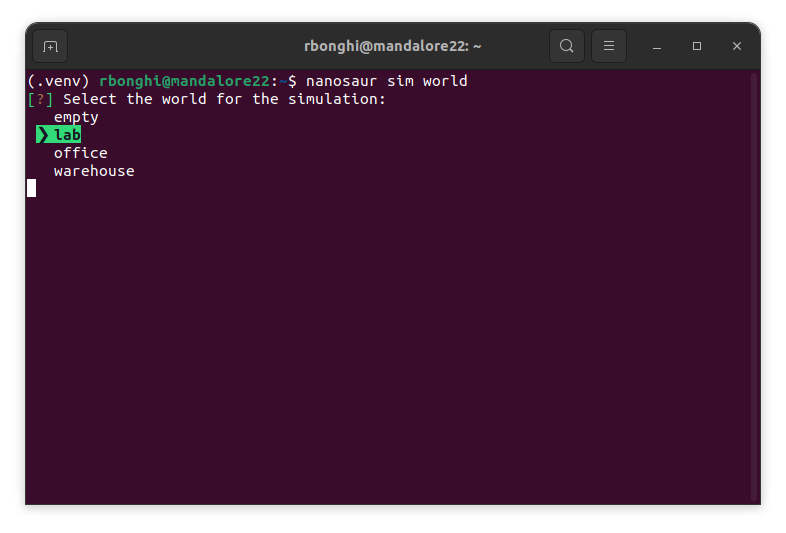 rbonghi@mandalore22: ~
(.venv) rbonghi@mandalore22:~$ nanosaur sim world
[?] Select the world for the simulation:
empty
❯ lab
office
warehouse